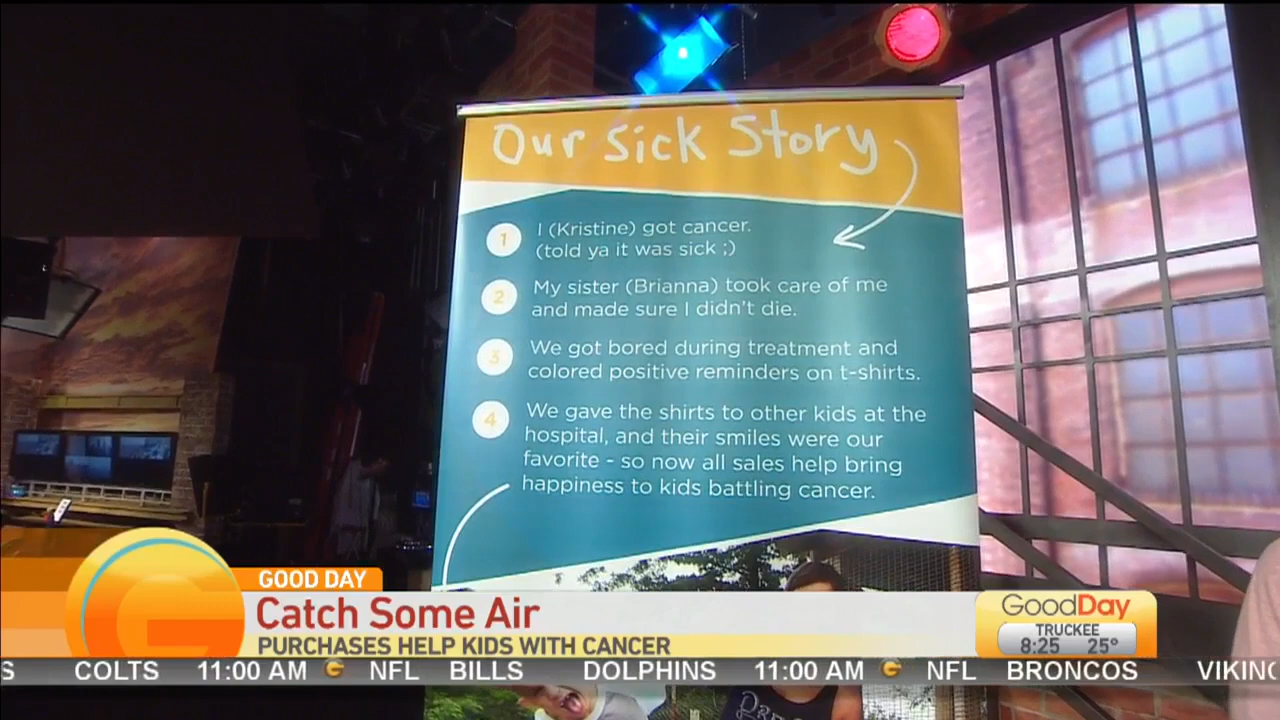 Our Sick Story
1 I (Kristine) got cancer.
(told ya it was sick ;)
2 My sister (Brianna) took care of me
and made sure I didn't die.
3 We got bored during treatment and
colored positive reminders on t-shirts.
4 We gave the shirts to other kids at the
hospital, and their smiles were our
favorite - so now all sales help bring
happiness to kids battling cancer.
GOOD DAY
Catch Some Air
PURCHASES HELP KIDS WITH CANCER
GoodDay
TRUCKEE
8:25 25°
S COLTS 11:00 AM G NFL BILLS DOLPHINS 11:00 AM G NFL BRONCOS VIKING